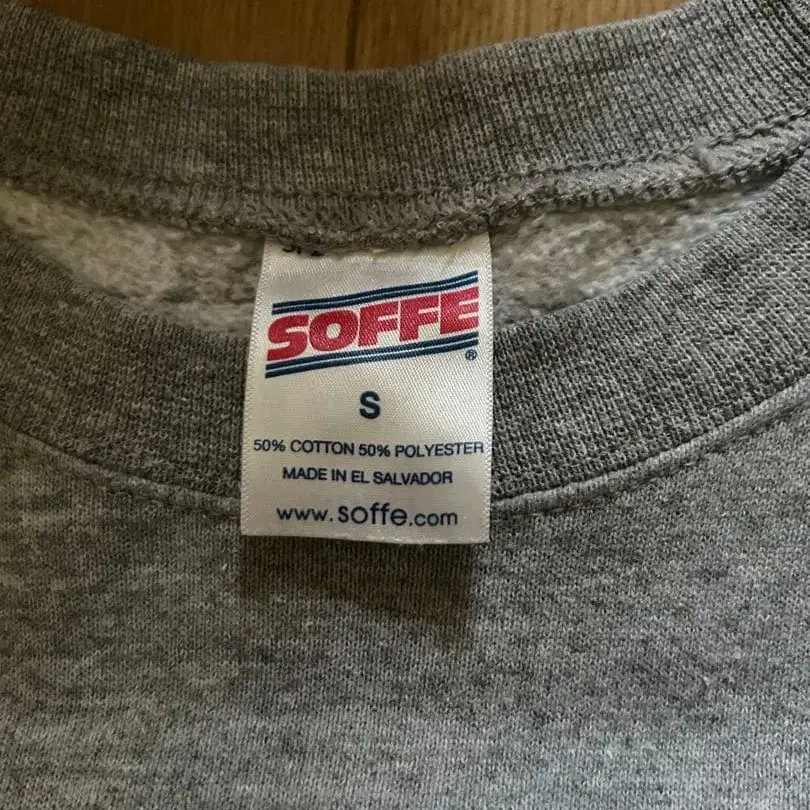 SOFFE
®
S
50% COTTON 50% POLYESTER
MADE IN EL SALVADOR
www.soffe.com